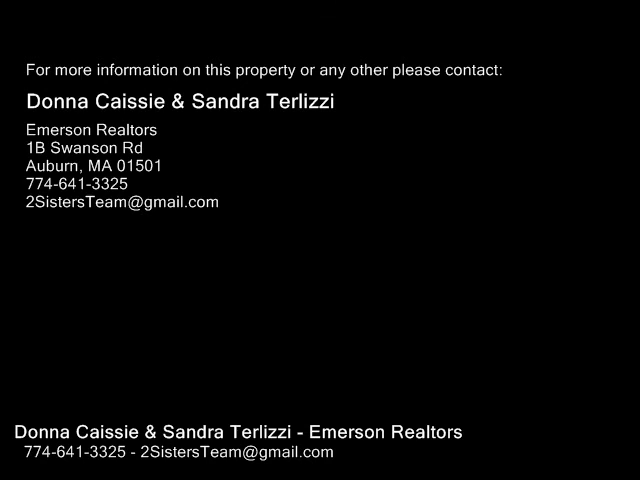 For more information on this property or any other please contact:
Donna Caissie & Sandra Terlizzi
Emerson Realtors
1B Swanson Rd
Auburn, MA 01501
774-641-3325
2SistersTeam@gmail.com
Donna Caissie & Sandra Terlizzi - Emerson Realtors
774-641-3325 - 2SistersTeam@gmail.com